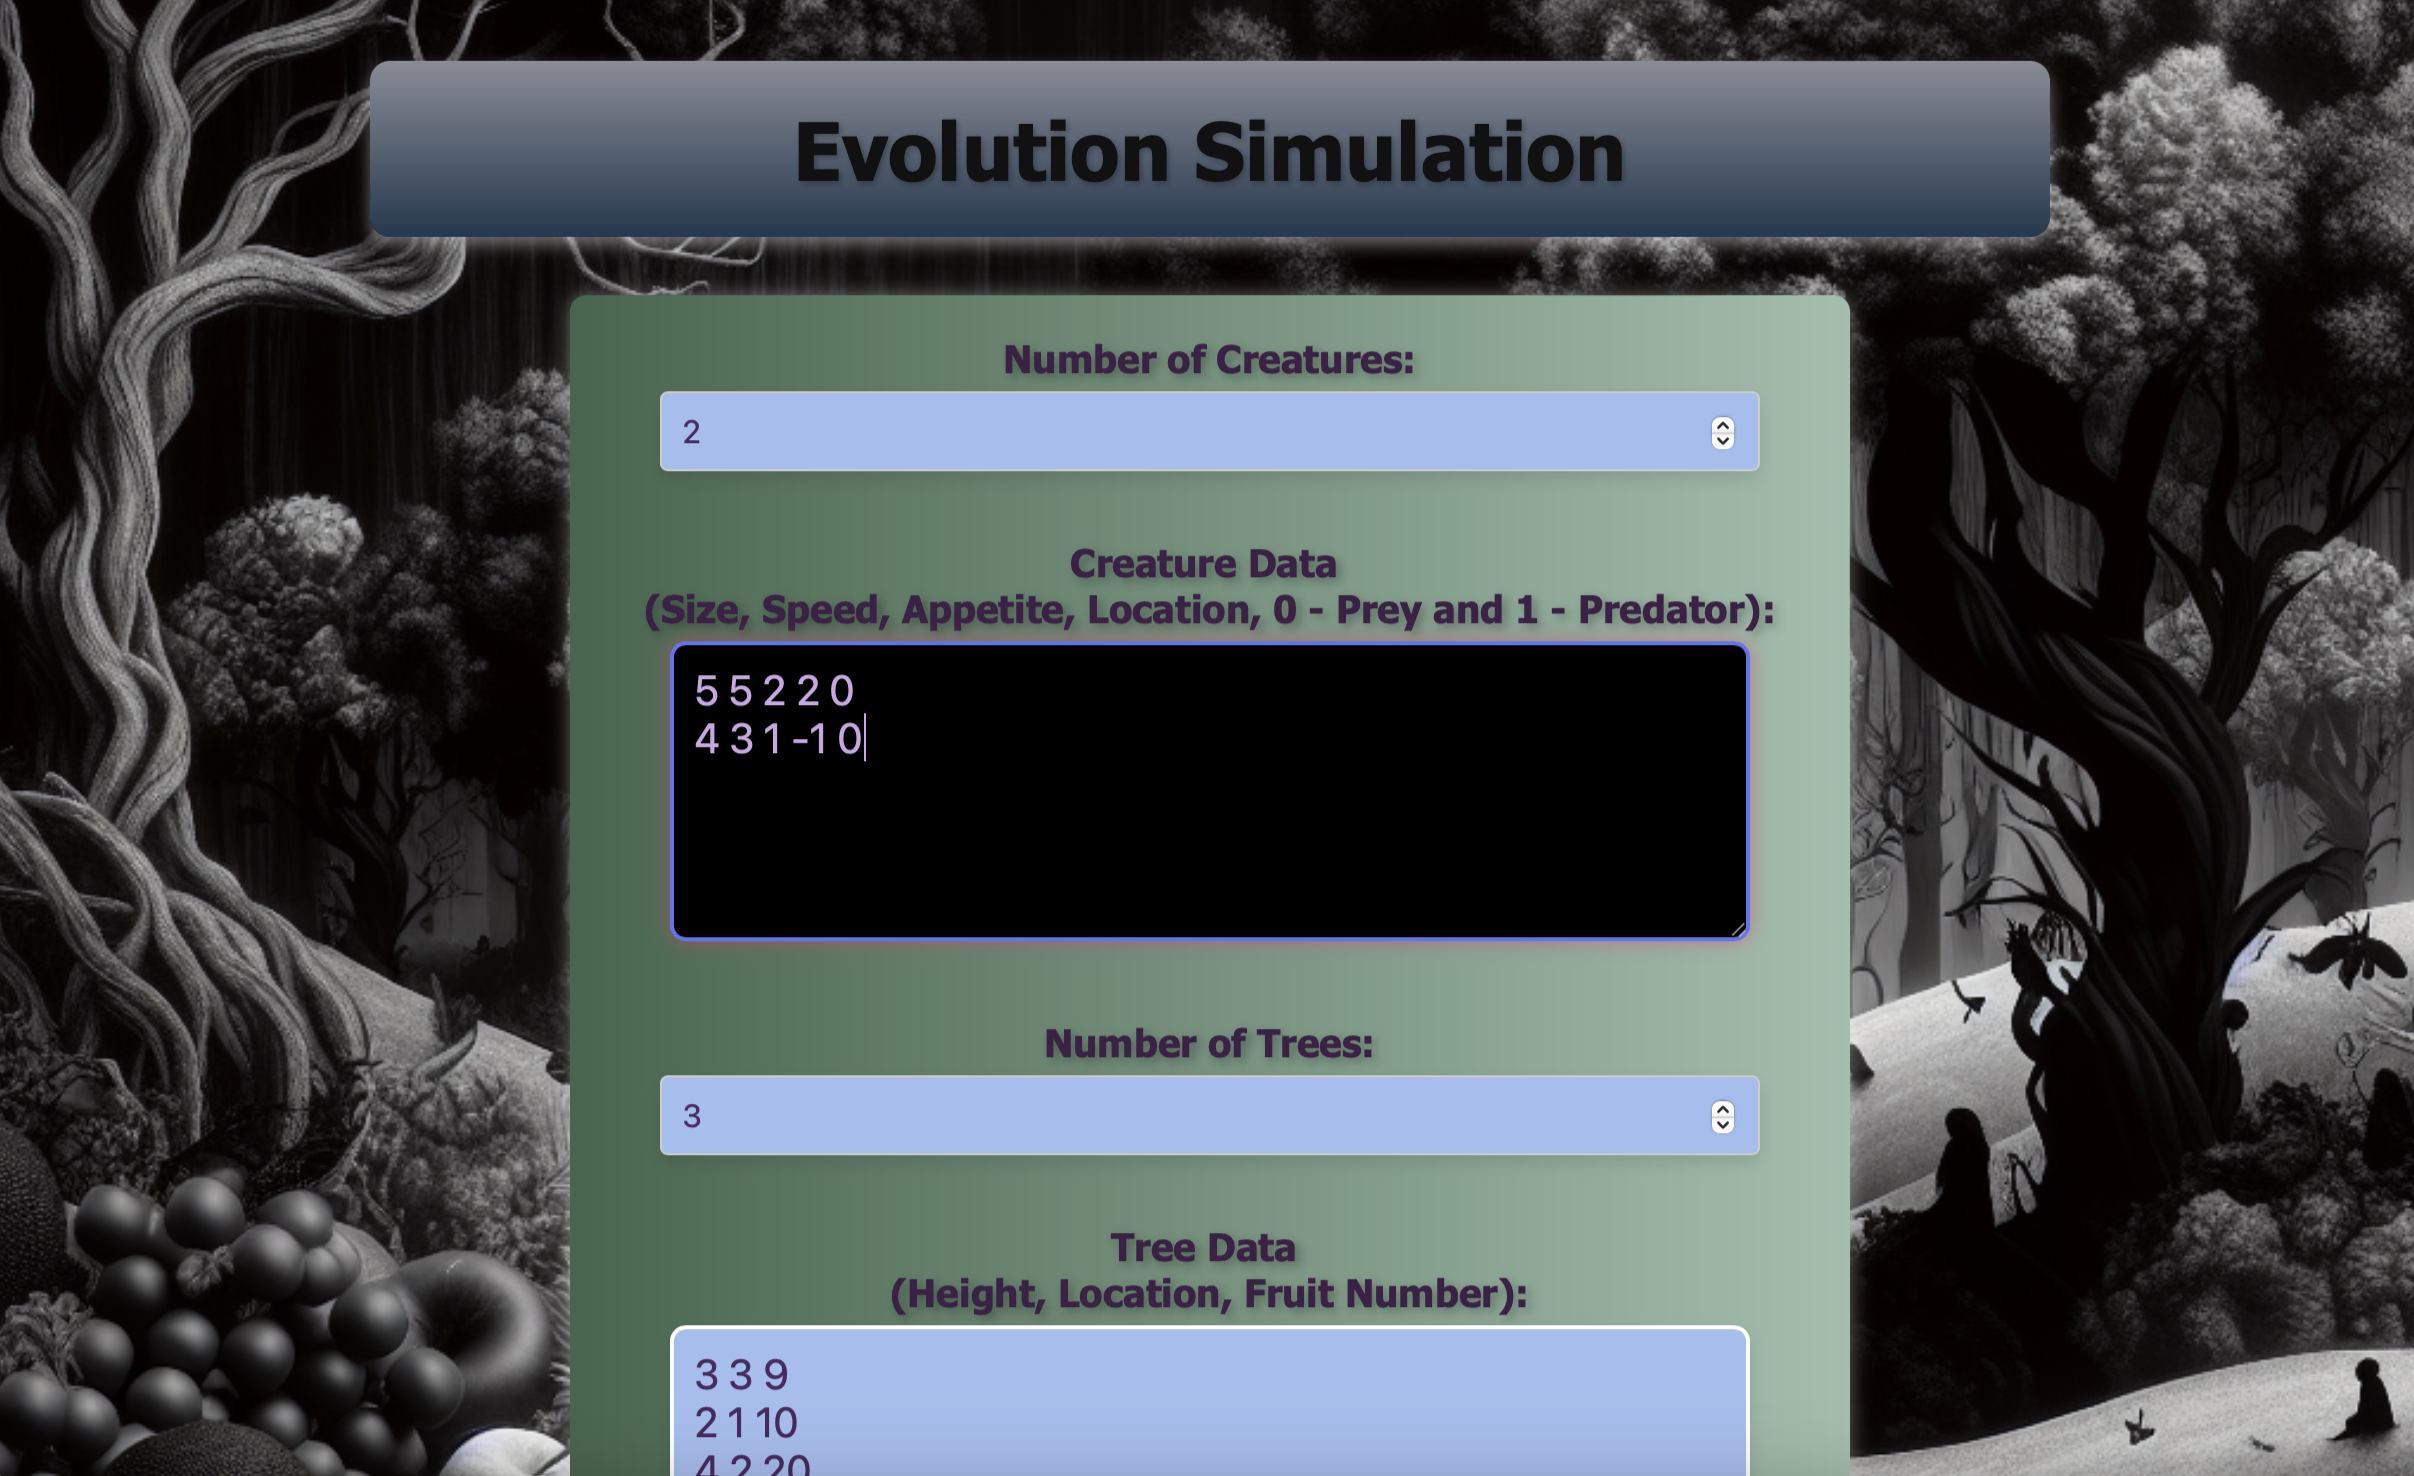 Evolution Simulation
Number of Creatures:
2
Creature Data
(Size, Speed, Appetite, Location, 0 - Prey and 1 - Predator):
5 5 2 2 0
4 3 1 -1 0
Number of Trees:
3
Tree Data
(Height, Location, Fruit Number):
3 3 9
2 1 10
4 2 20